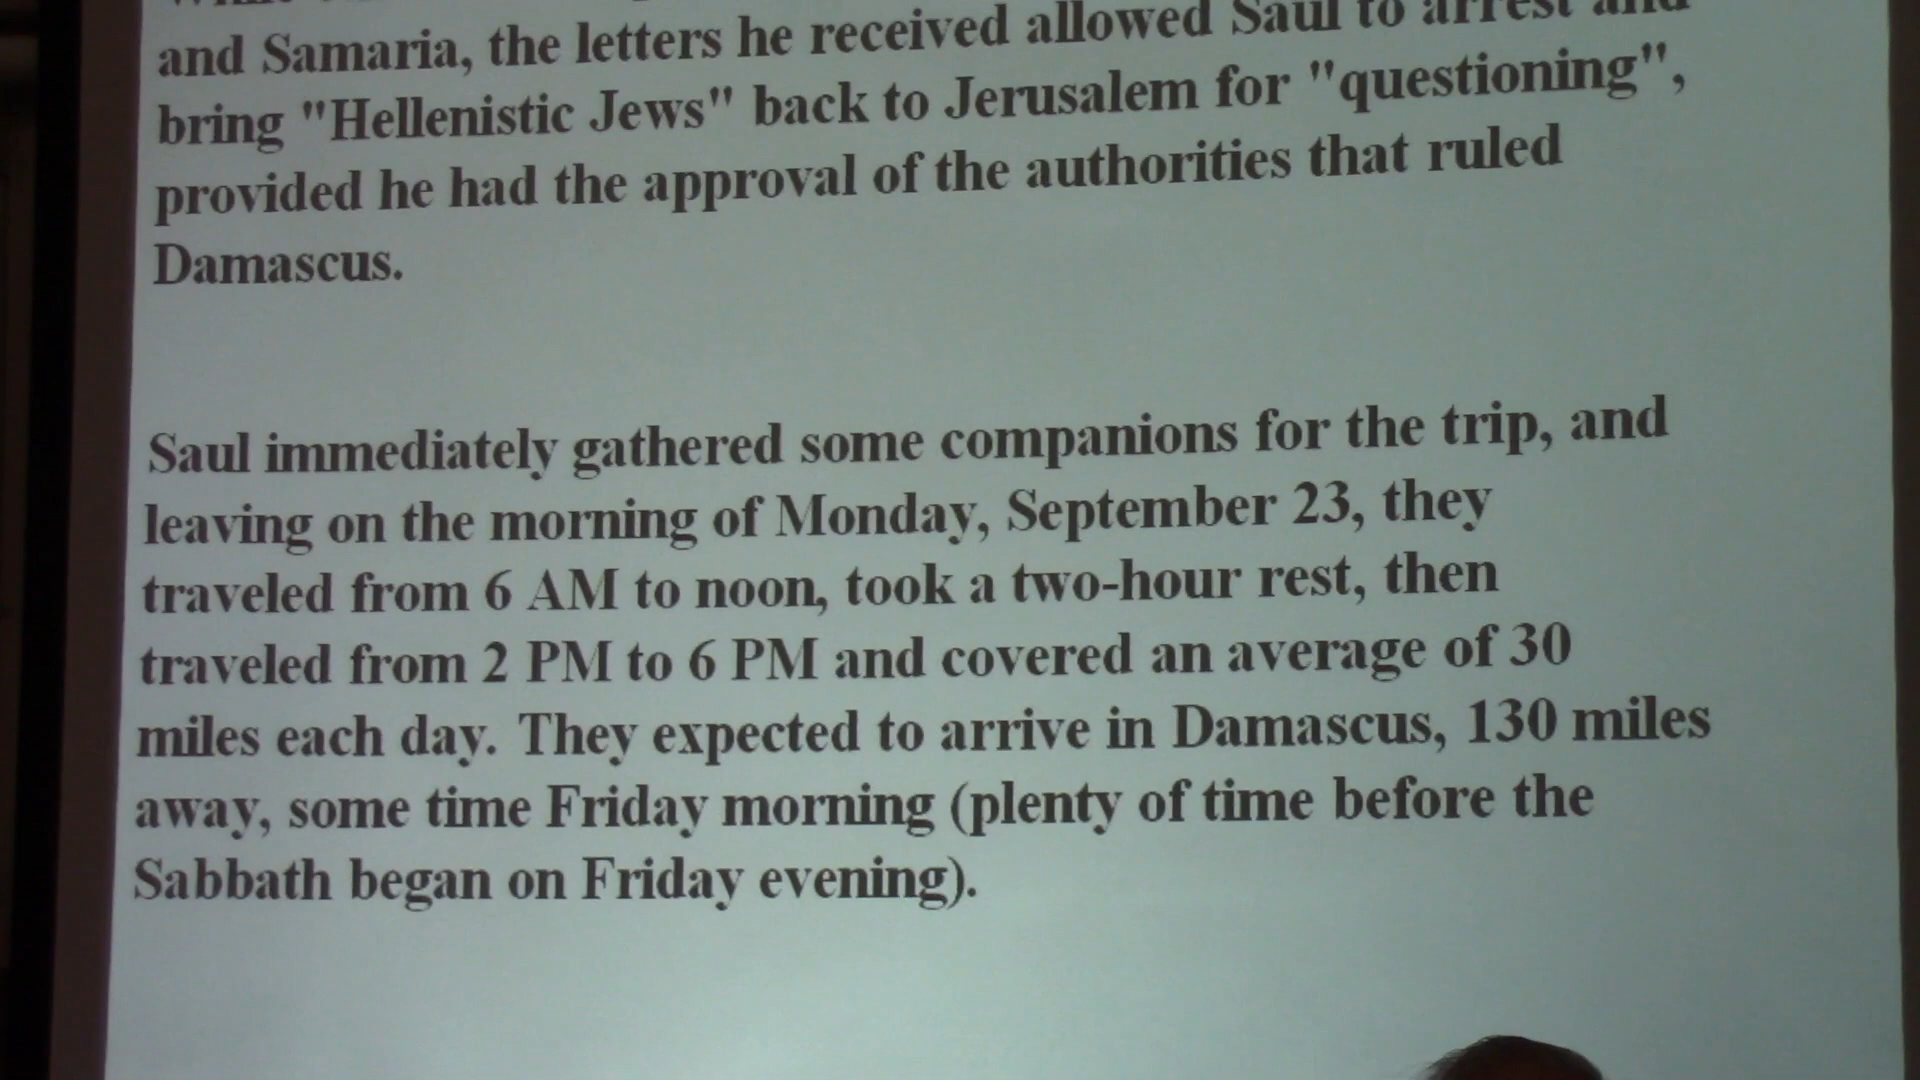 and Samaria, the letters he received allowed Saul to arrest and
bring "Hellenistic Jews" back to Jerusalem for "questioning",
provided he had the approval of the authorities that ruled
Damascus.
Saul immediately gathered some companions for the trip, and
leaving on the morning of Monday, September 23, they
traveled from 6 AM to noon, took a two-hour rest, then
traveled from 2 PM to 6 PM and covered an average of 30
miles each day. They expected to arrive in Damascus, 130 miles
away, some time Friday morning (plenty of time before the
Sabbath began on Friday evening).